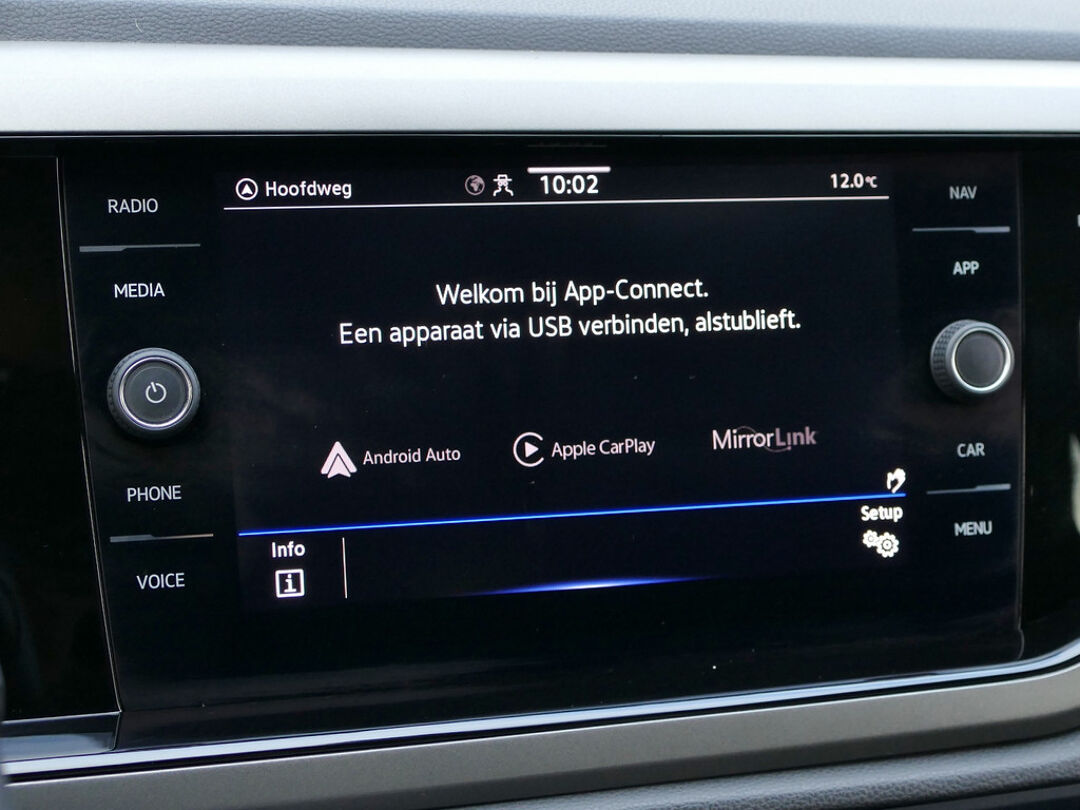 RADIO
MEDIA
PHONE
VOICE
Hoofdweg 10:02 12.0°C
Welkom bij App-Connect.
Een apparaat via USB verbinden, alstublieft.
Android Auto Apple CarPlay MirrorLink
Setup
Info
NAV
APP
CAR
MENU